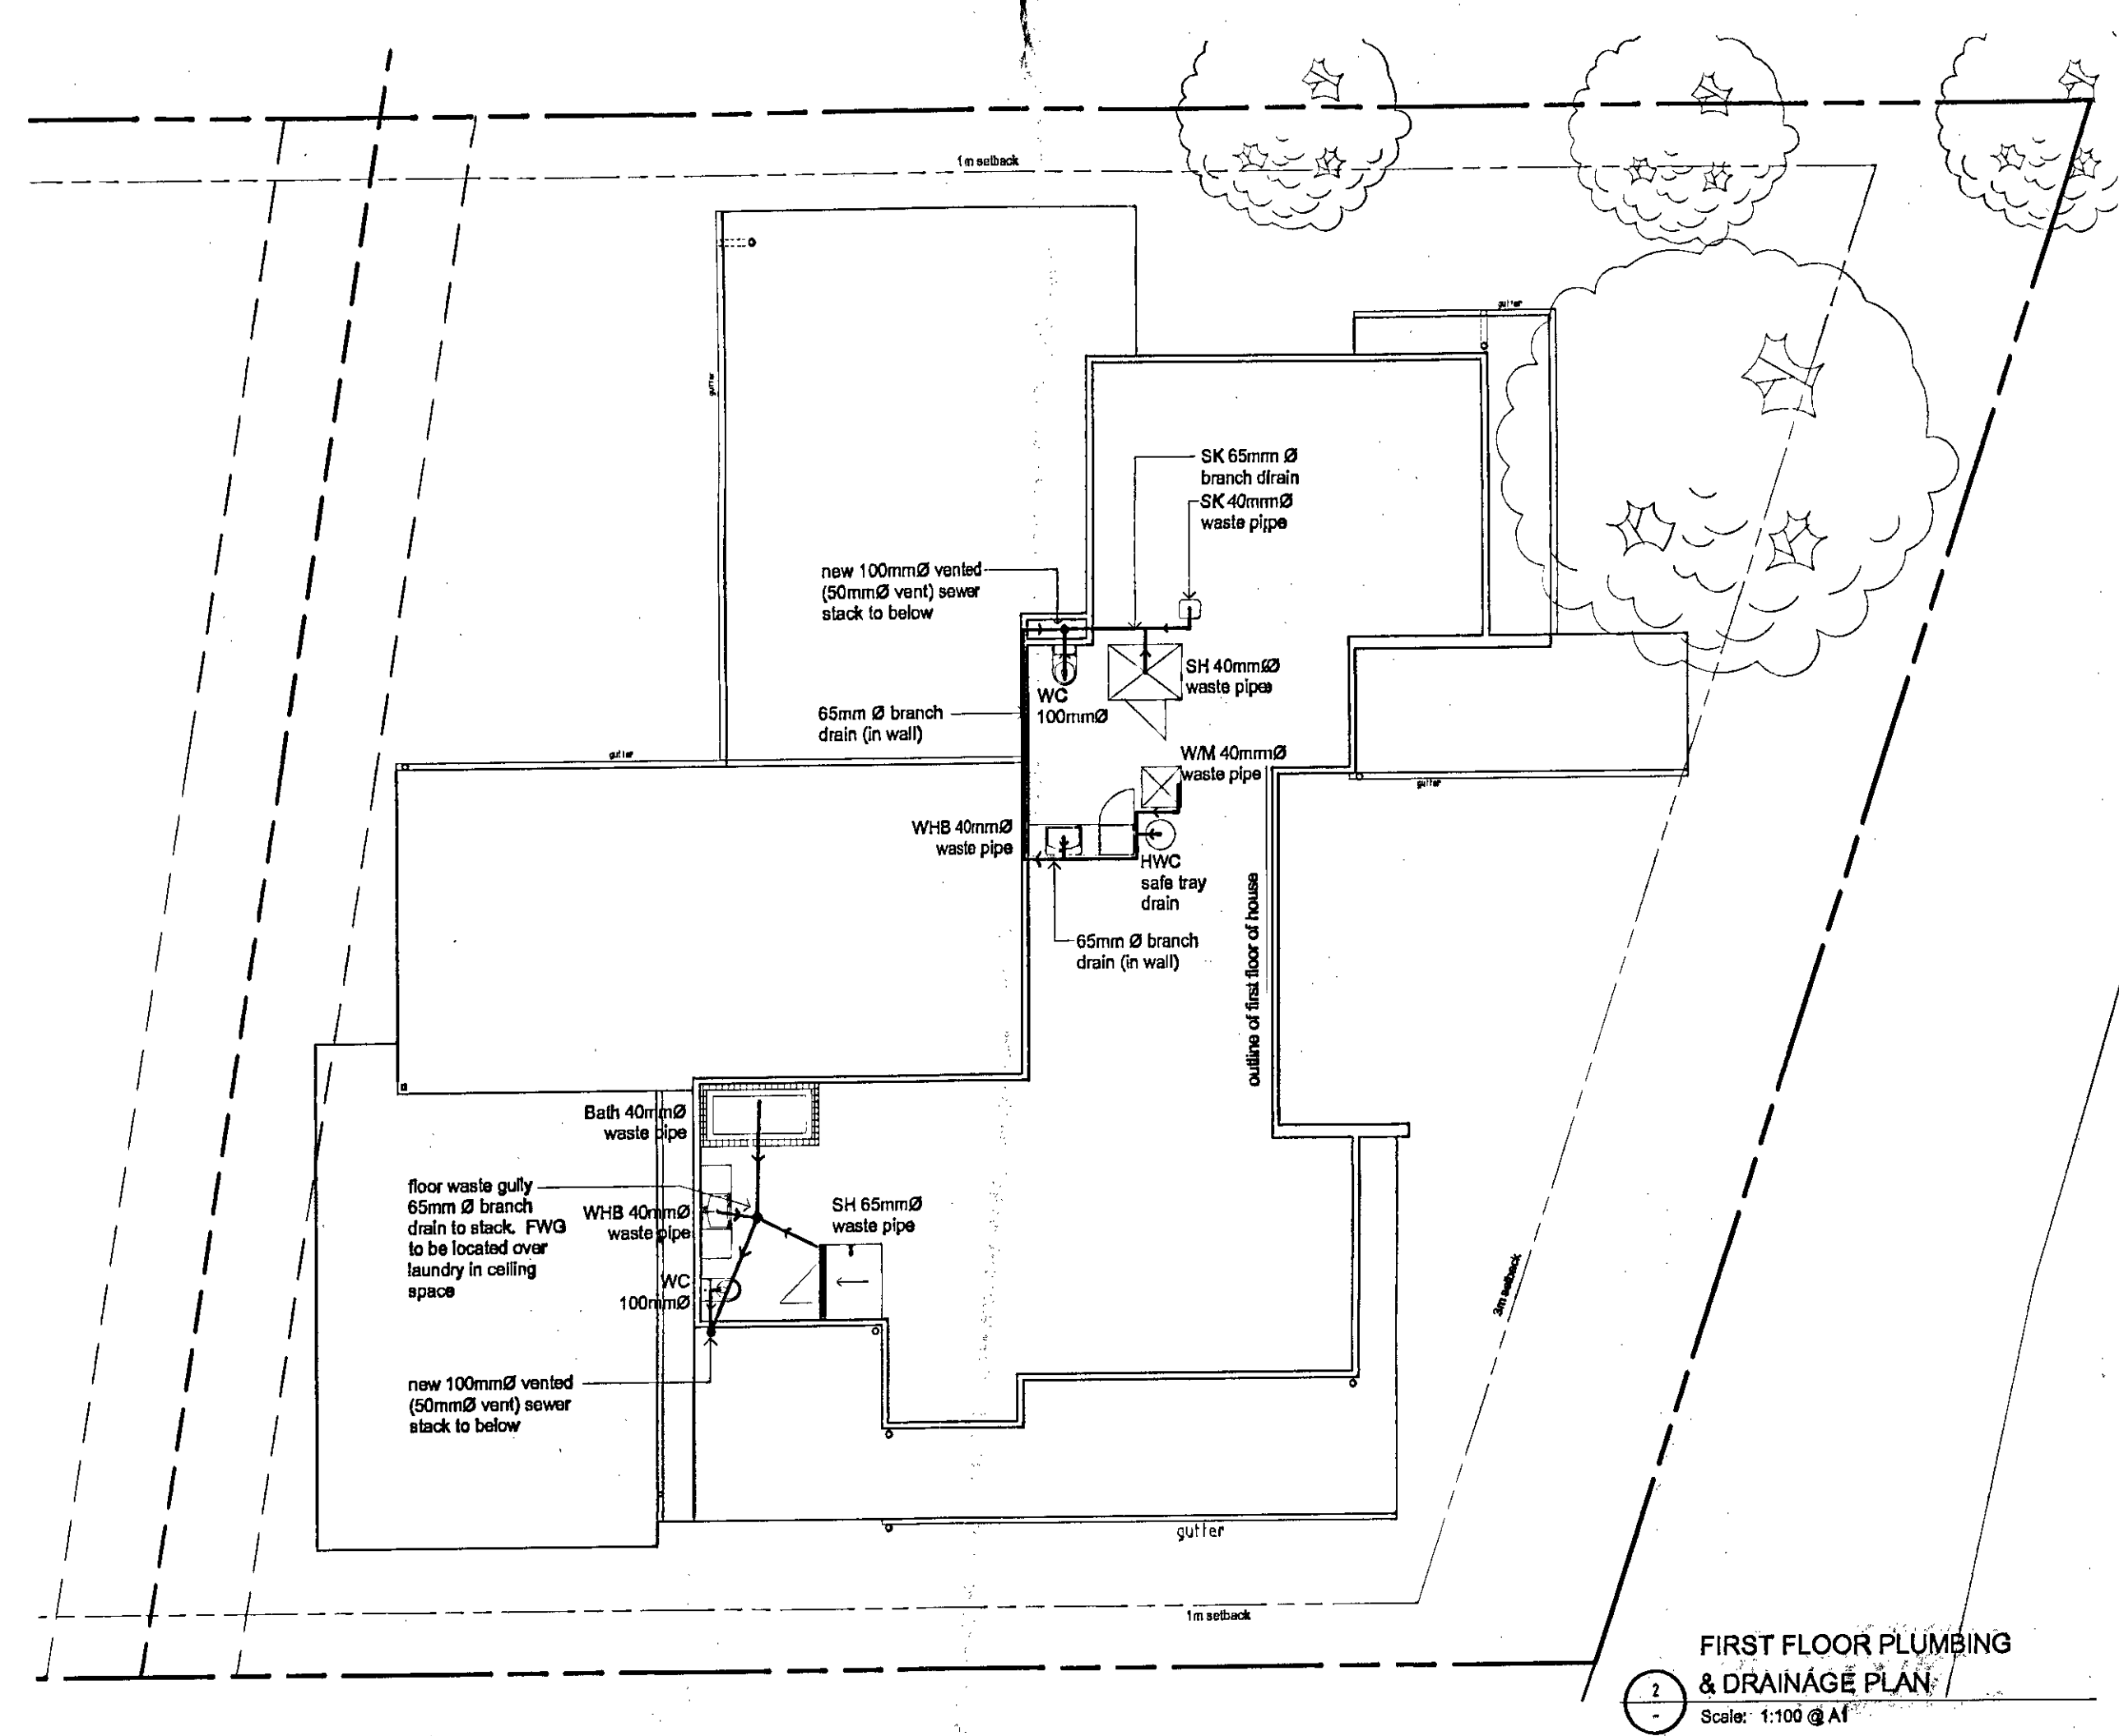 1m setback
gutter
gutter
SK 65mm Ø
branch drain
SK 40mmØ
waste pipe
new 100mmØ vented
(50mmØ vent) sewer
stack to below
SH 40mmØ
waste pipe
WC
100mmØ
65mm Ø branch
drain (in wall)
gutter
W/M 40mmØ
waste pipe
gutter
WHB 40mmØ
waste pipe
HWC
safe tray
drain
65mm Ø branch
drain (in wall)
outline of first floor of house
Bath 40mmØ
waste pipe
floor waste gully
65mm Ø branch
drain to stack. FWG
to be located over
laundry in ceiling
space
WHB 40mmØ
waste pipe
SH 65mmØ
waste pipe
WC
100mmØ
3m setback
new 100mmØ vented
(50mmØ vent) sewer
stack to below
gutter
1m setback
FIRST FLOOR PLUMBING
& DRAINAGE PLAN
2
-
Scale: 1:100 @ A1